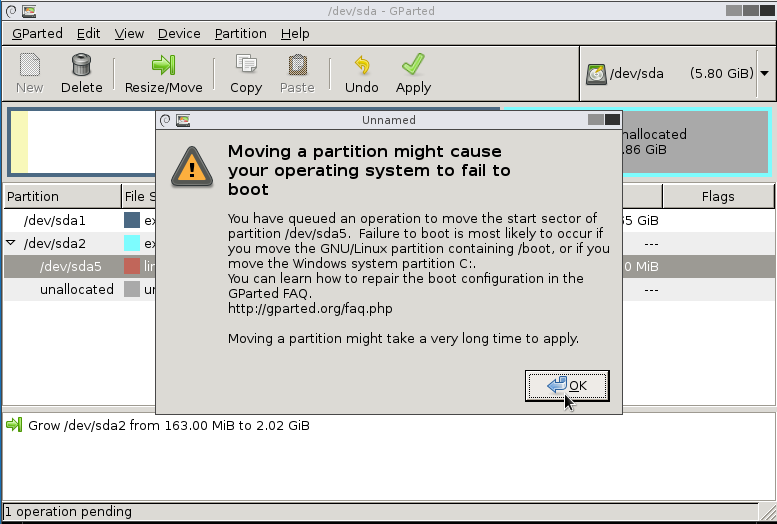 /dev/sda - GParted
GParted Edit View Device Partition Help
New Delete Resize/Move Copy Paste Undo Apply /dev/sda (5.80 GiB)
Unnamed
Moving a partition might cause
your operating system to fail to
boot
You have queued an operation to move the start sector of
partition /dev/sda5. Failure to boot is most likely to occur if
you move the GNU/Linux partition containing /boot, or if you
move the Windows system partition C:.
You can learn how to repair the boot configuration in the
GParted FAQ.
http://gparted.org/faq.php
Moving a partition might take a very long time to apply.
OK
nallocated
.86 GiB
Partition File S Flags
/dev/sda1 ex GiB
/dev/sda2 ex ---
/dev/sda5 lin 0 MiB
unallocated un ---
Grow /dev/sda2 from 163.00 MiB to 2.02 GiB
1 operation pending